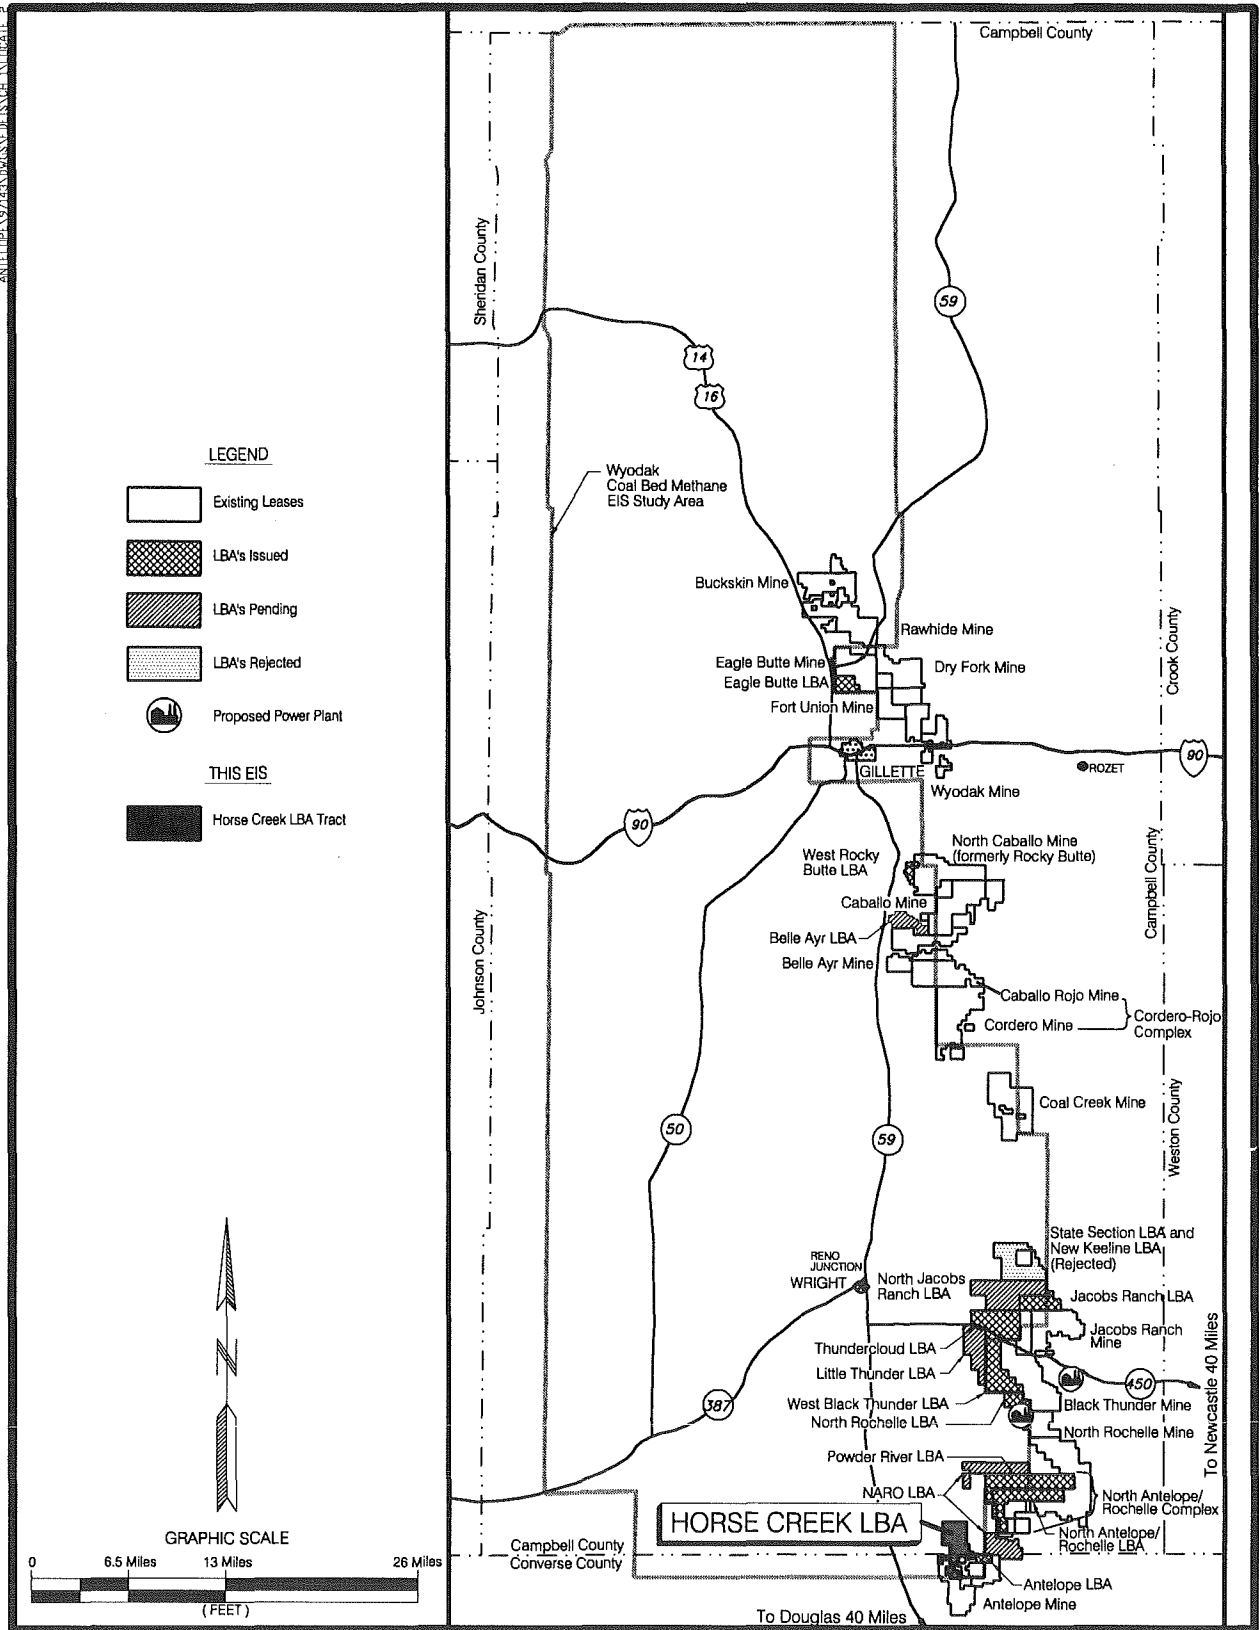 Campbell County
Sheridan County
59
14
16
LEGEND
Existing Leases
LBA's Issued
LBA's Pending
LBA's Rejected
Proposed Power Plant
THIS EIS
Horse Creek LBA Tract
Wyodak
Coal Bed Methane
EIS Study Area
Buckskin Mine
Rawhide Mine
Eagle Butte Mine
Dry Fork Mine
Eagle Butte LBA
Fort Union Mine
Crook County
GILLETTE
ROZET
90
Wyodak Mine
90
North Caballo Mine
(formerly Rocky Butte)
West Rocky
Butte LBA
Campbell County
Caballo Mine
Belle Ayr LBA
Belle Ayr Mine
Johnson County
Caballo Rojo Mine
Cordero Mine
Cordero-Rojo
Complex
Coal Creek Mine
Weston County
50
59
State Section LBA and
New Keeline LBA
(Rejected)
RENO
JUNCTION
WRIGHT
North Jacobs
Ranch LBA
Jacobs Ranch LBA
Jacobs Ranch
Mine
Thundercloud LBA
Little Thunder LBA
450
West Black Thunder LBA
Black Thunder Mine
387
North Rochelle LBA
North Rochelle Mine
To Newcastle 40 Miles
Powder River LBA
NARO LBA
North Antelope/
Rochelle Complex
HORSE CREEK LBA
North Antelope/
Rochelle LBA
Campbell County
Converse County
Antelope LBA
Antelope Mine
To Douglas 40 Miles
N
GRAPHIC SCALE
0 6.5 Miles 13 Miles 26 Miles
(FEET)